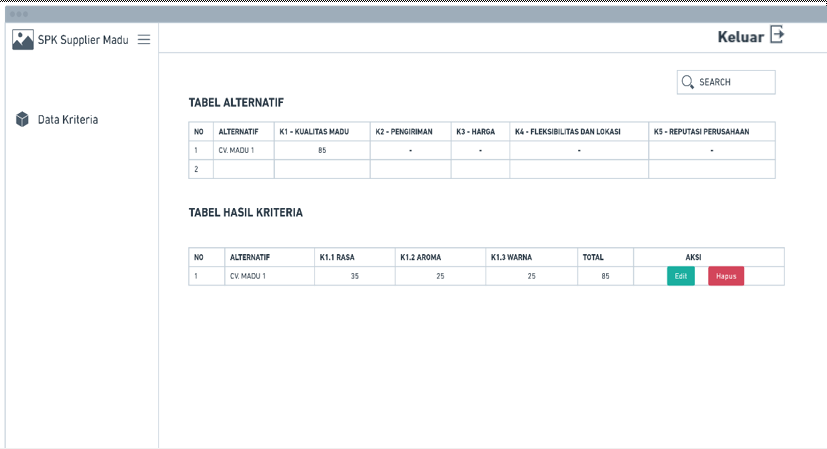 SPK Supplier Madu
Keluar
SEARCH
Data Kriteria
TABEL ALTERNATIF
NO ALTERNATIF K1 - KUALITAS MADU K2 - PENGIRIMAN K3 - HARGA K4 - FLEKSIBILITAS DAN LOKASI K5 - REPUTASI PERUSAHAAN
1 CV. MADU 1 85 - - - -
2
TABEL HASIL KRITERIA
NO ALTERNATIF K1.1 RASA K1.2 AROMA K1.3 WARNA TOTAL AKSI
1 CV. MADU 1 35 25 25 85 Edit Hapus